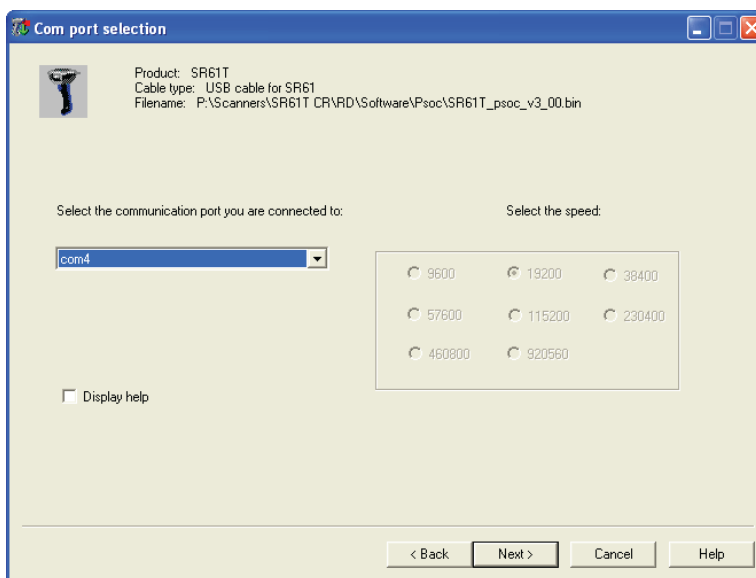 Com port selection
Product: SR61T
Cable type: USB cable for SR61
Filename: P:\Scanners\SR61T CR\RD\Software\Psoc\SR61T_psoc_v3_00.bin
Select the communication port you are connected to:
Select the speed:
com4
9600 19200 38400
57600 115200 230400
460800 920560
Display help
< Back Next > Cancel Help